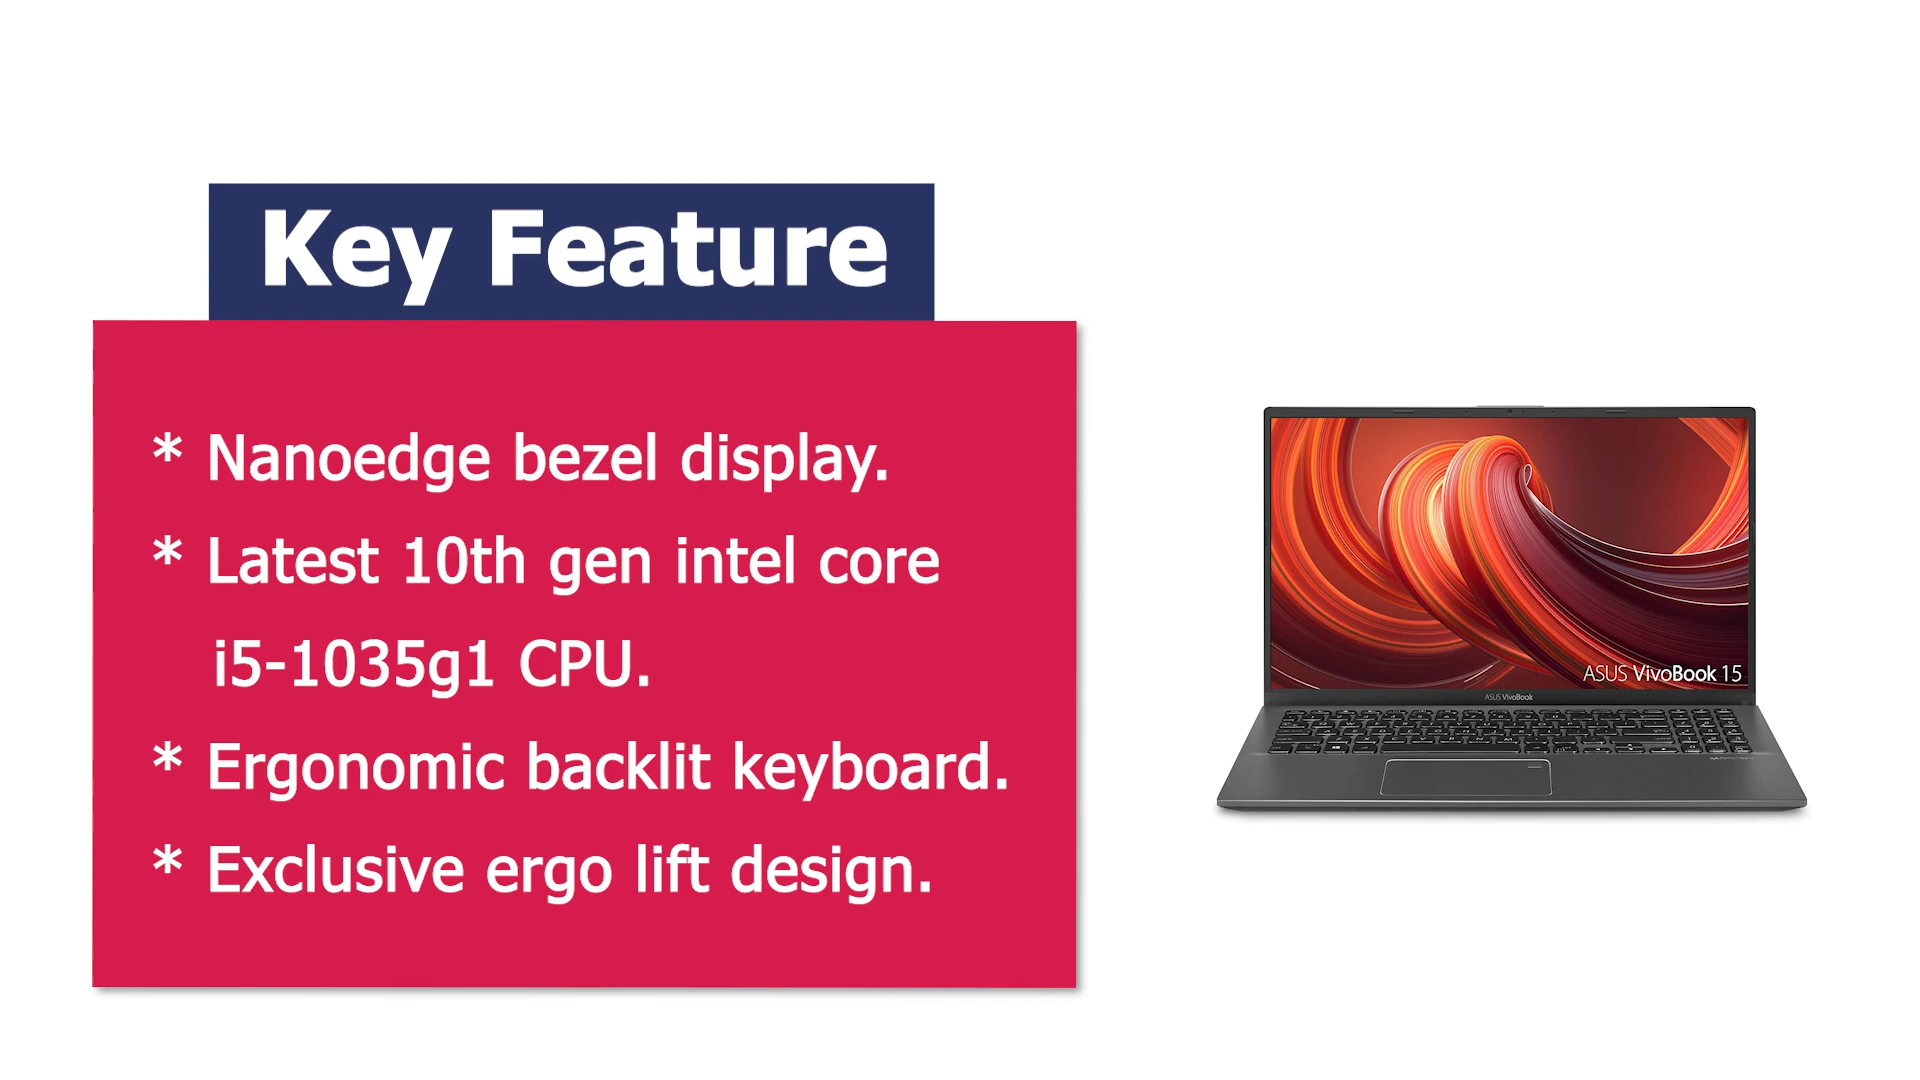 Key Feature
* Nanoedge bezel display.
* Latest 10th gen intel core
i5-1035g1 CPU.
* Ergonomic backlit keyboard.
* Exclusive ergo lift design.
ASUS VivoBook 15
ASUS VivoBook